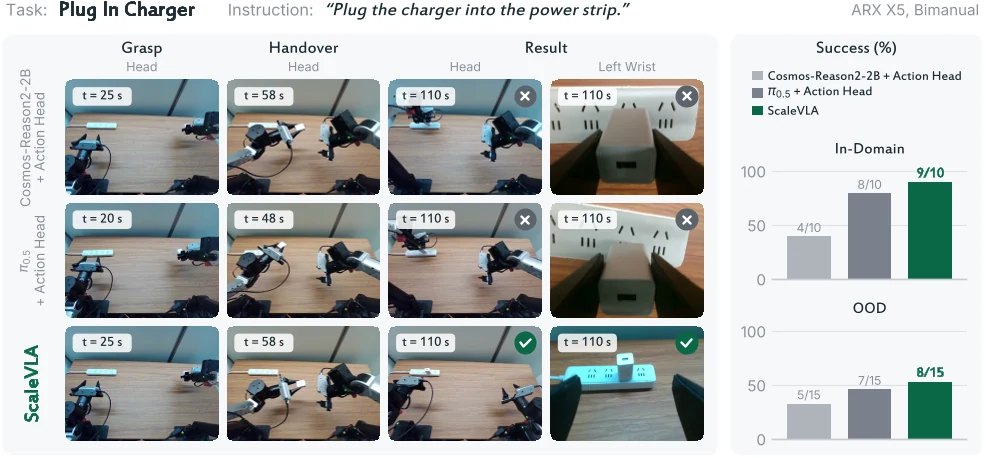 Task: Plug In Charger Instruction: “Plug the charger into the power strip.” ARX X5, Bimanual
Grasp Handover Result
Head Head Head Left Wrist
Cosmos-Reason2-2B
+ Action Head
t = 25 s t = 58 s t = 110 s t = 110 s
π0.5
+ Action Head
t = 20 s t = 48 s t = 110 s t = 110 s
ScaleVLA
t = 25 s t = 58 s t = 110 s t = 110 s
Success (%)
Cosmos-Reason2-2B + Action Head
π0.5 + Action Head
ScaleVLA
In-Domain
100
50
0
4/10 8/10 9/10
OOD
100
50
0
5/15 7/15 8/15